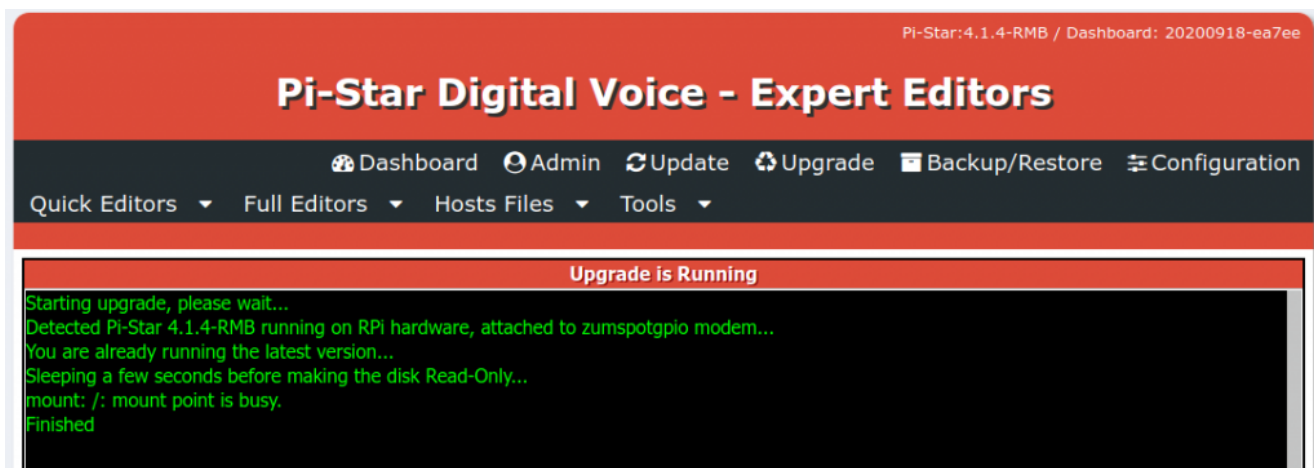 Pi-Star:4.1.4-RMB / Dashboard: 20200918-ea7ee
Pi-Star Digital Voice - Expert Editors
Dashboard Admin Update Upgrade Backup/Restore Configuration
Quick Editors Full Editors Hosts Files Tools
Upgrade is Running
Starting upgrade, please wait...
Detected Pi-Star 4.1.4-RMB running on RPi hardware, attached to zumspotgpio modem...
You are already running the latest version...
Sleeping a few seconds before making the disk Read-Only...
mount: /: mount point is busy.
Finished